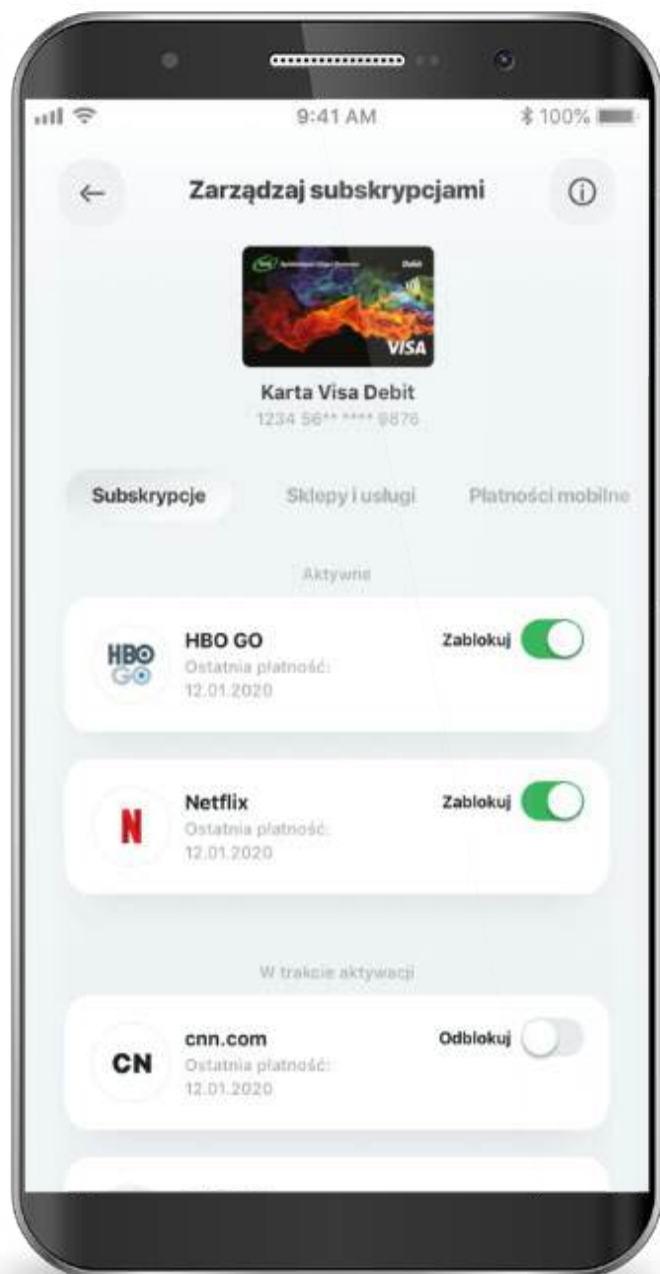 9:41 AM
100%
Zarządzaj subskrypcjami
Debit
VISA
Karta Visa Debit
1234 56** **** 9876
Subskrypcje
Sklepy i usługi
Płatności mobilne
Aktywne
HBO GO
HBO GO
Zablokuj
Ostatnia płatność:
12.01.2020
N
Netflix
Zablokuj
Ostatnia płatność:
12.01.2020
W trakcie aktywacji
CN
cnn.com
Odblokuj
Ostatnia płatność:
12.01.2020